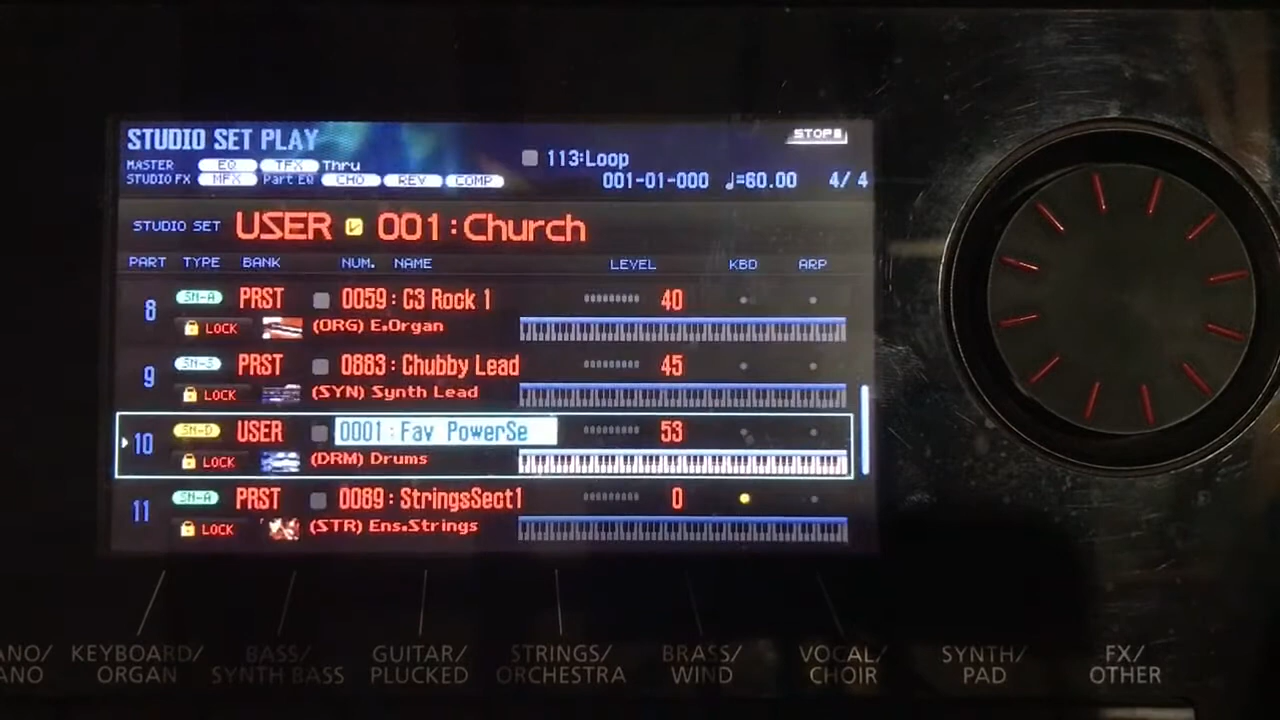 STUDIO SET PLAY
STOP
MASTER EQ TFX Thru
113:Loop
STUDIO FX MFX Part EQ CHO REV COMP
001-01-000 ♩=60.00 4/ 4
STUDIO SET USER 001:Church
PART TYPE BANK NUM. NAME LEVEL KBD ARP
8 SN-A PRST 0059: C3 Rock 1 40
LOCK (ORG) E.Organ
9 SN-S PRST 0883: Chubby Lead 45
LOCK (SYN) Synth Lead
10 SN-D USER 0001: Fav PowerSe 53
LOCK (DRM) Drums
11 SN-A PRST 0089: StringsSect1 0
LOCK (STR) Ens.Strings
ANO/ KEYBOARD/ BASS/ GUITAR/ STRINGS/ BRASS/ VOCAL/ SYNTH/ FX/
ANO ORGAN SYNTH BASS PLUCKED ORCHESTRA WIND CHOIR PAD OTHER